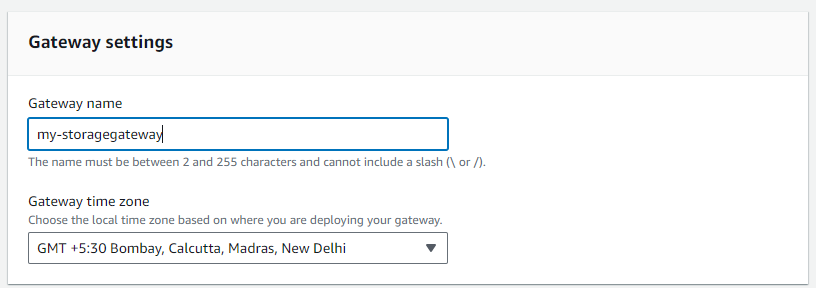 Gateway settings
Gateway name
my-storagegateway
The name must be between 2 and 255 characters and cannot include a slash (\ or /).
Gateway time zone
Choose the local time zone based on where you are deploying your gateway.
GMT +5:30 Bombay, Calcutta, Madras, New Delhi